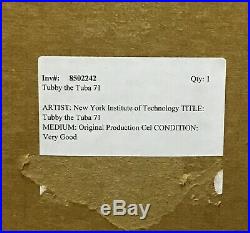 Inv#: 8502242 Qty: 1
Tubby the Tuba 71
ARTIST: New York Institute of Technology TITLE:
Tubby the Tuba 71
MEDIUM: Original Production Cel CONDITION:
Very Good